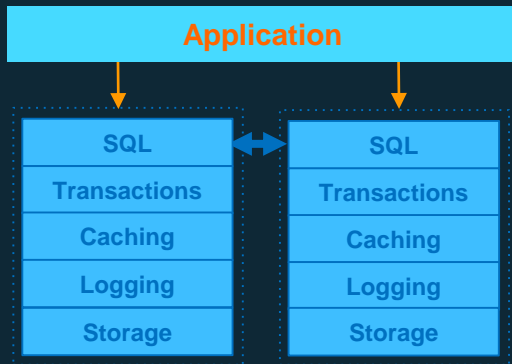 Application
SQL
Transactions
Caching
Logging
Storage
SQL
Transactions
Caching
Logging
Storage